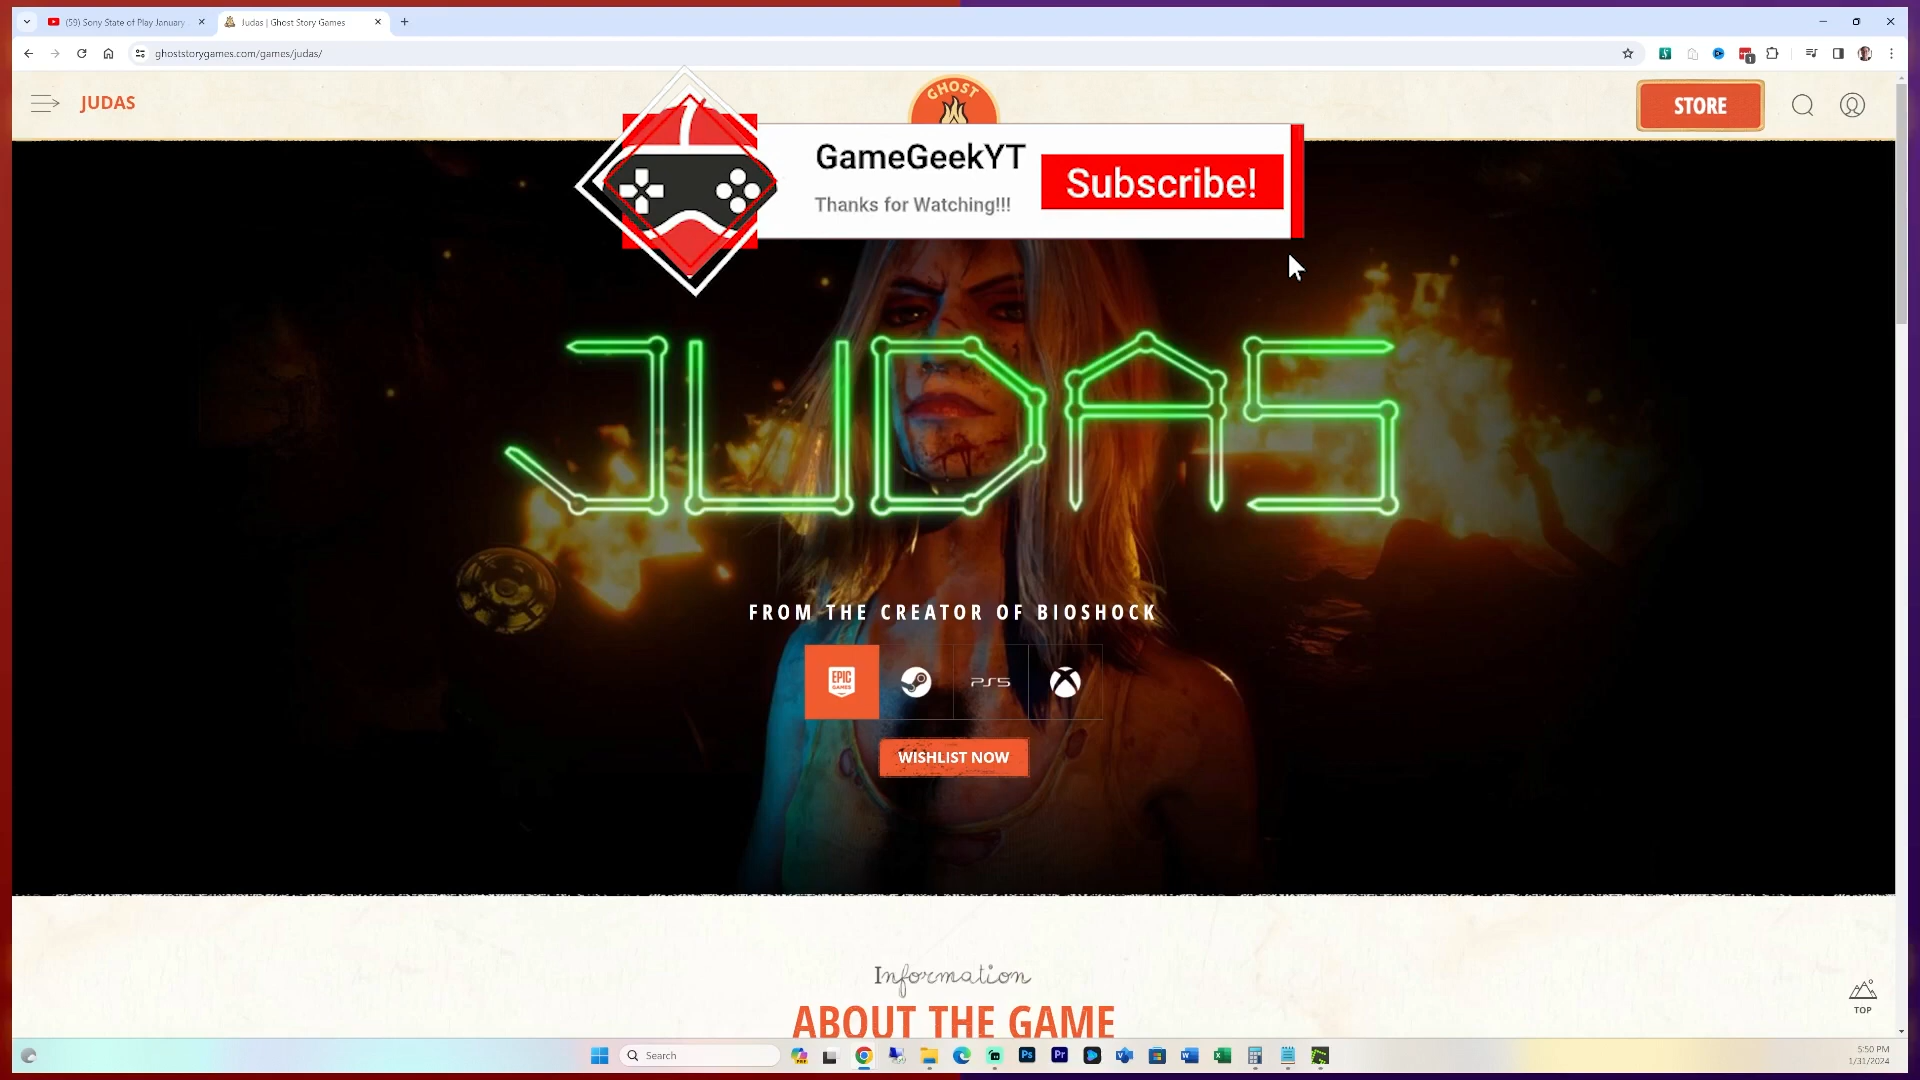 (59) Sony State of Play January
Judas | Ghost Story Games
ghoststorygames.com/games/judas/
JUDAS
GHOST
STORE
GameGeekYT
Subscribe!
Thanks for Watching!!!
JUDAS
FROM THE CREATOR OF BIOSHOCK
EPIC GAMES
PS5
WISHLIST NOW
Information
ABOUT THE GAME
TOP
Search
Ps
Pr
5:50 PM
1/31/2024